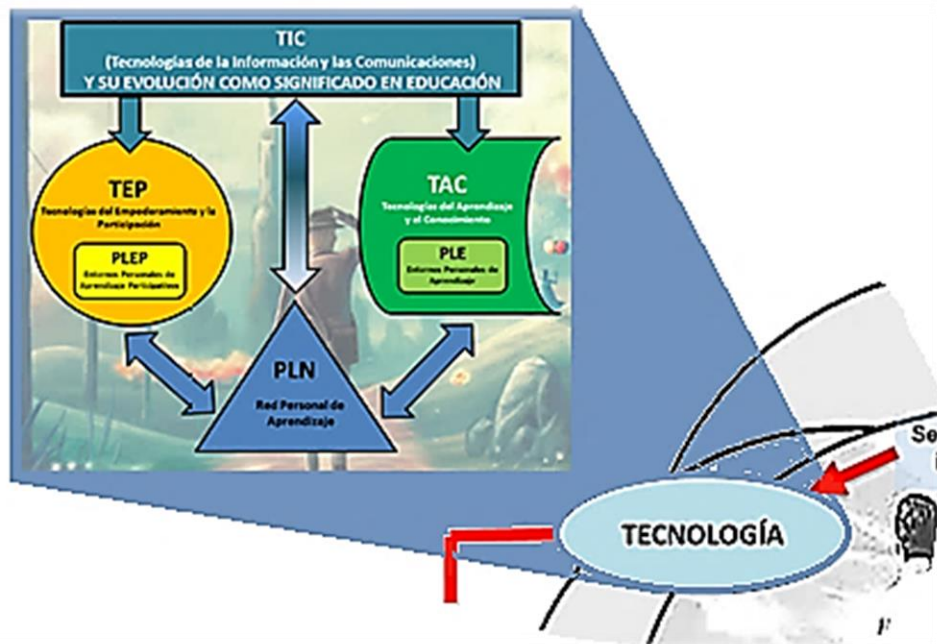 TIC
(Tecnologías de la Información y las Comunicaciones)
Y SU EVOLUCIÓN COMO SIGNIFICADO EN EDUCACIÓN
TEP
Tecnologías del Empoderamiento y la
Participación
PLEP
Entornos Personales de
Aprendizaje Participativos
TAC
Tecnologías del Aprendizaje
y el Conocimiento
PLE
Entornos Personales de
Aprendizaje
PLN
Red Personal de
Aprendizaje
TECNOLOGÍA
Se